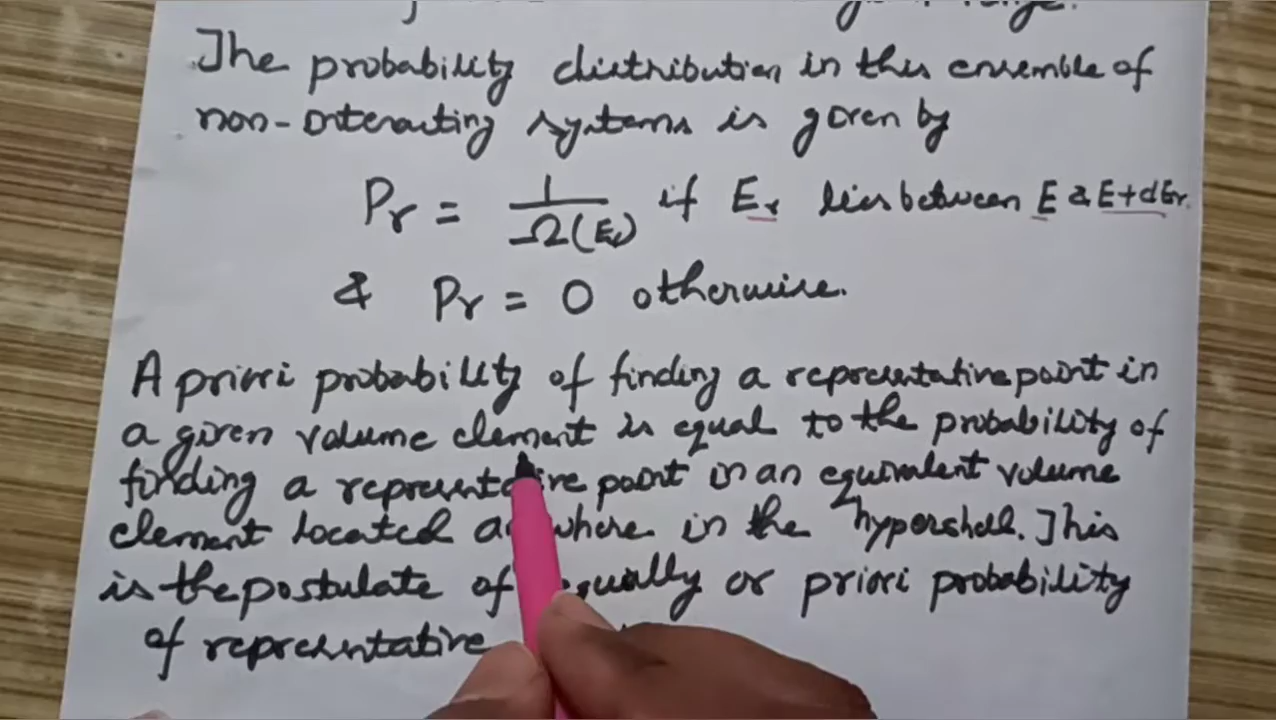 The probability distribution in this ensemble of
non-interacting systems is given by
Pr = 1/Ω(Er) if Er lies between E & E+dEr.
& Pr = 0 otherwise.
A priori probability of finding a representative point in
a given volume element is equal to the probability of
finding a representative point in an equivalent volume
element located anywhere in the hypershell. This
is the postulate of equally or priori probability
of representative